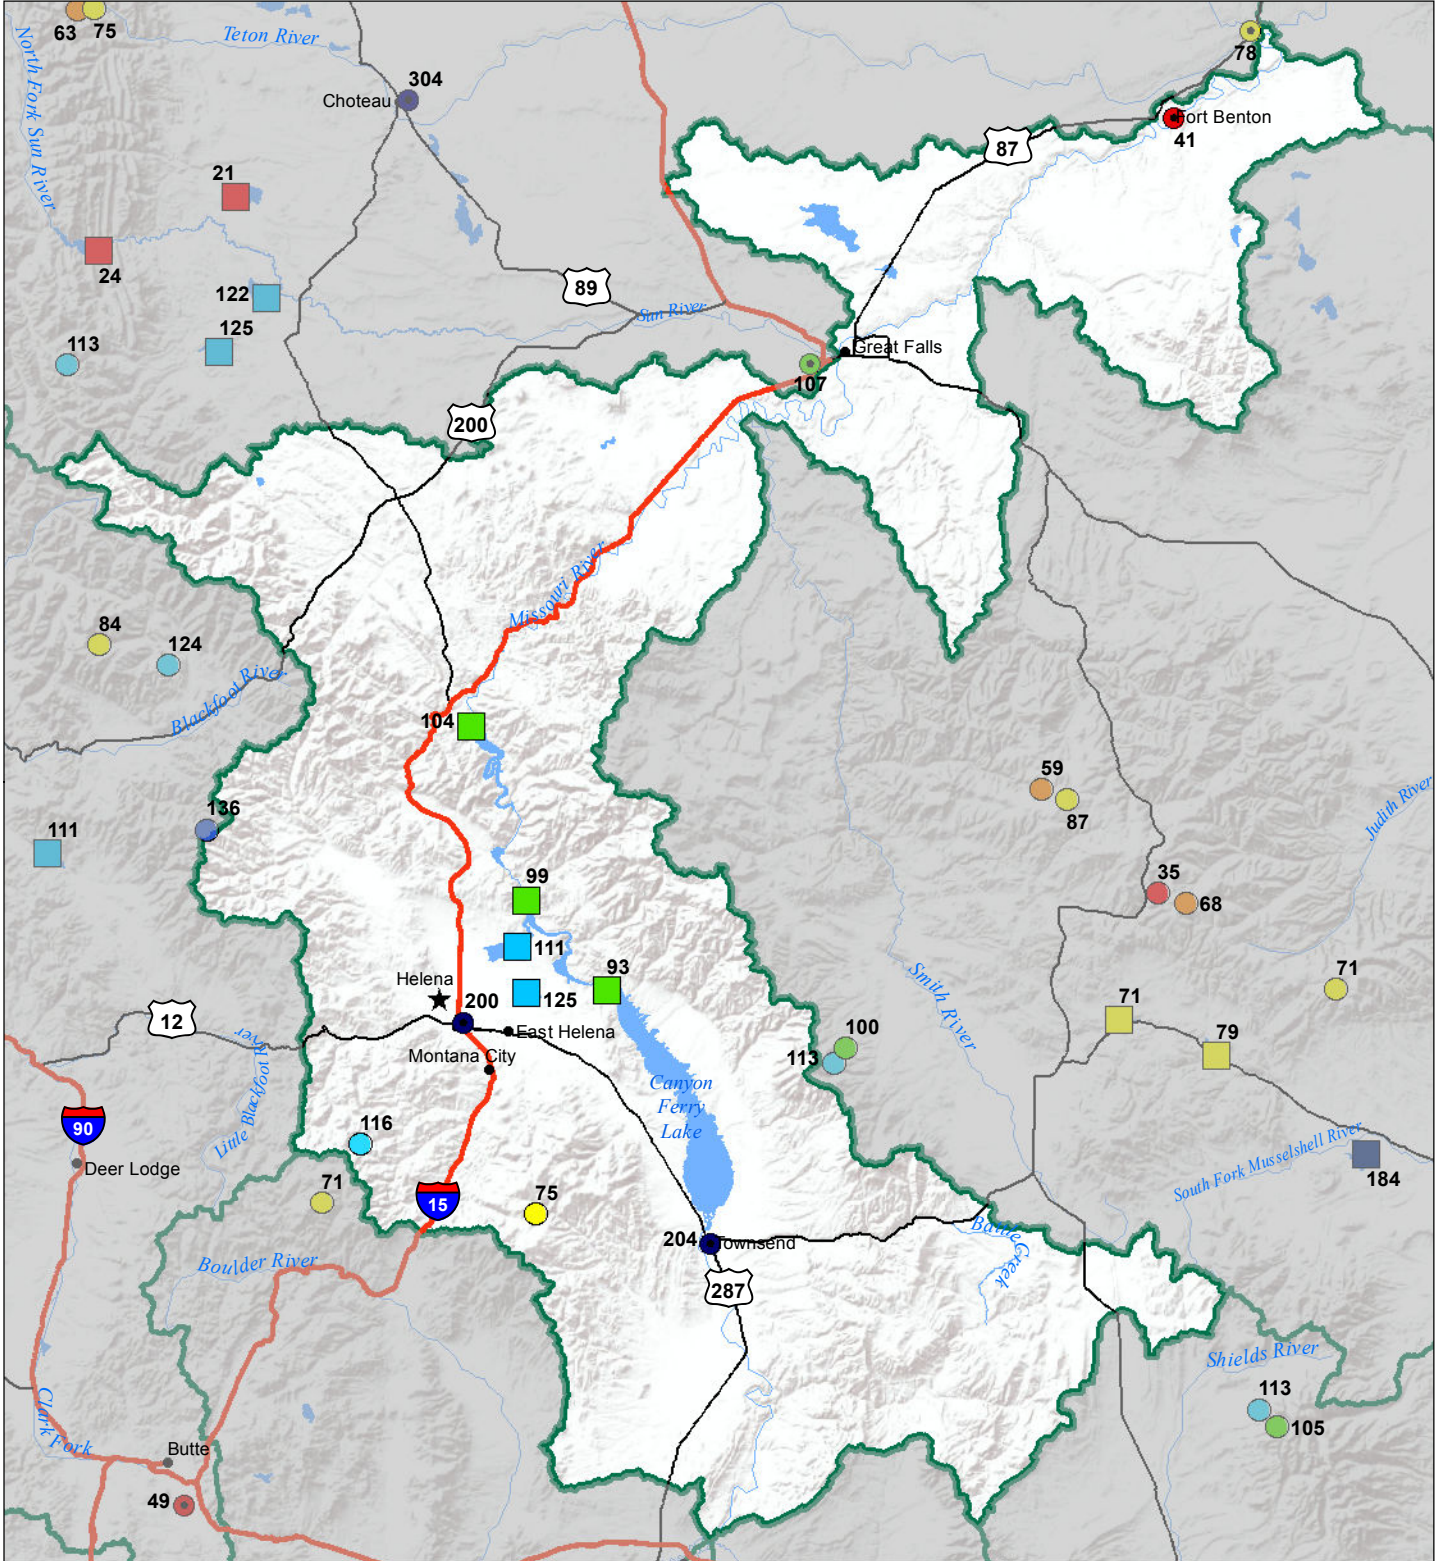 63
75
Teton River
North Fork Sun River
304
Choteau
78
Fort Benton
41
87
21
24
122
125
113
89
Sun River
Great Falls
107
200
Missouri River
84
124
Blackfoot River
104
136
111
59
87
Judith River
35
68
99
111
93
125
Helena
200
East Helena
Montana City
12
Little Blackfoot River
Smith River
71
71
79
100
113
Canyon
Ferry
Lake
90
Deer Lodge
116
71
15
75
South Fork Musselshell River
184
204
Townsend
Battle Creek
287
Boulder River
Shields River
113
105
Clark Fork
Butte
49